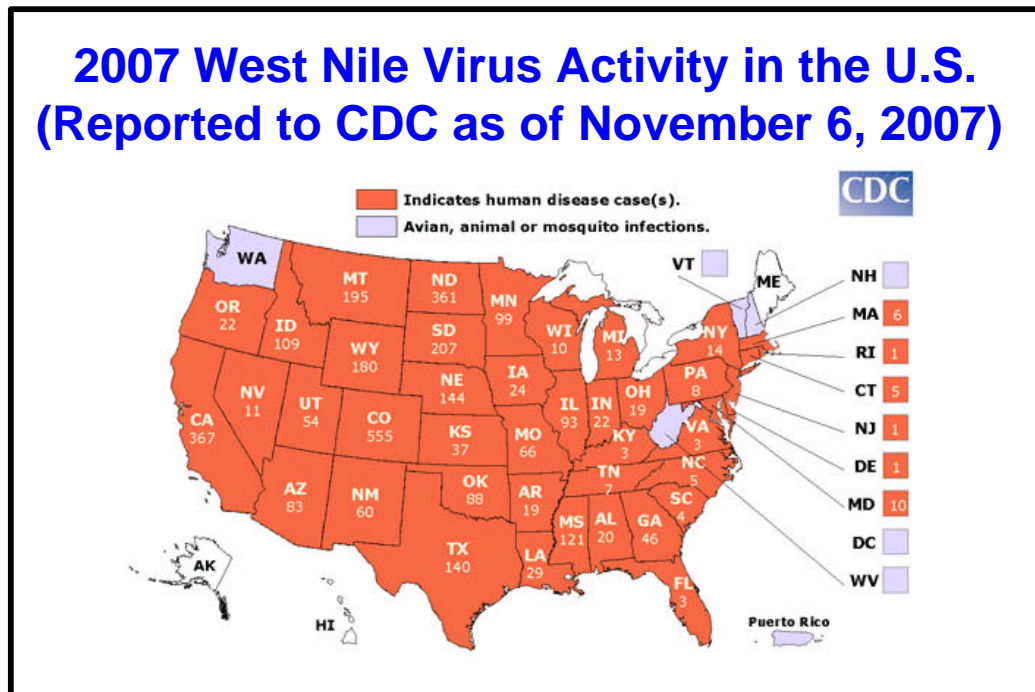 2007 West Nile Virus Activity in the U.S.
(Reported to CDC as of November 6, 2007)
CDC
Indicates human disease case(s).
Avian, animal or mosquito infections.
WA
OR
22
CA
367
ID
109
NV
11
MT
195
WY
180
UT
54
AZ
83
CO
555
NM
60
ND
361
SD
207
NE
144
KS
37
OK
88
TX
140
MN
99
IA
24
MO
66
AR
19
LA
29
WI
10
IL
93
MI
13
IN
22
OH
19
KY
3
TN
7
MS
121
AL
20
GA
46
FL
3
SC
4
NC
5
VA
3
PA
8
NY
14
ME
VT
NH
MA 6
RI 1
CT 5
NJ 1
DE 1
MD 10
DC
WV
AK
HI
Puerto Rico